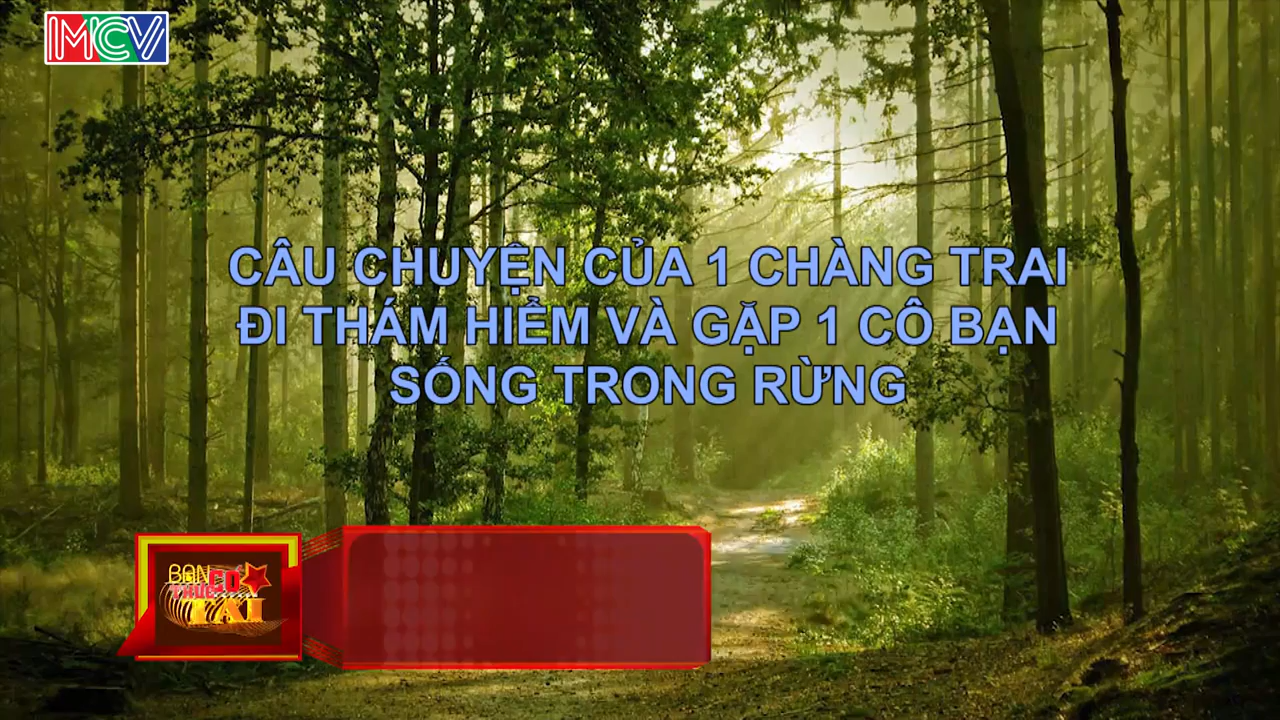 MCV
CÂU CHUYỆN CỦA 1 CHÀNG TRAI
ĐI THÁM HIỂM VÀ GẶP 1 CÔ BẠN
SỐNG TRONG RỪNG
BẠN CÓ
THỰC
TÀI